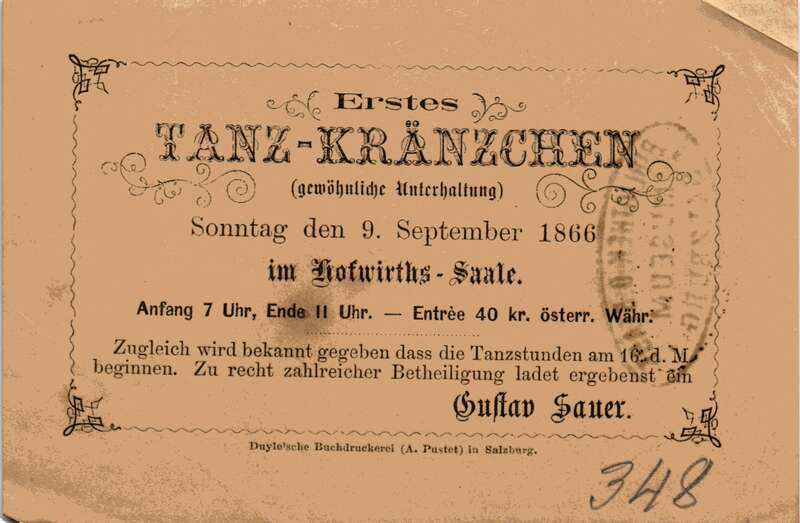 Erstes
TANZ-KRÄNZCHEN
(gewöhnliche Unterhaltung)
Sonntag den 9. September 1866
im Hofwirths-Saale.
Anfang 7 Uhr, Ende 11 Uhr. — Entrèe 40 kr. österr. Währ.
Zugleich wird bekannt gegeben dass die Tanzstunden am 16. d. M.
beginnen. Zu recht zahlreicher Betheiligung ladet ergebenst ein
Gustav Sauer.
Duyle'sche Buchdruckerei (A. Pustet) in Salzburg.
348
MUSEUM